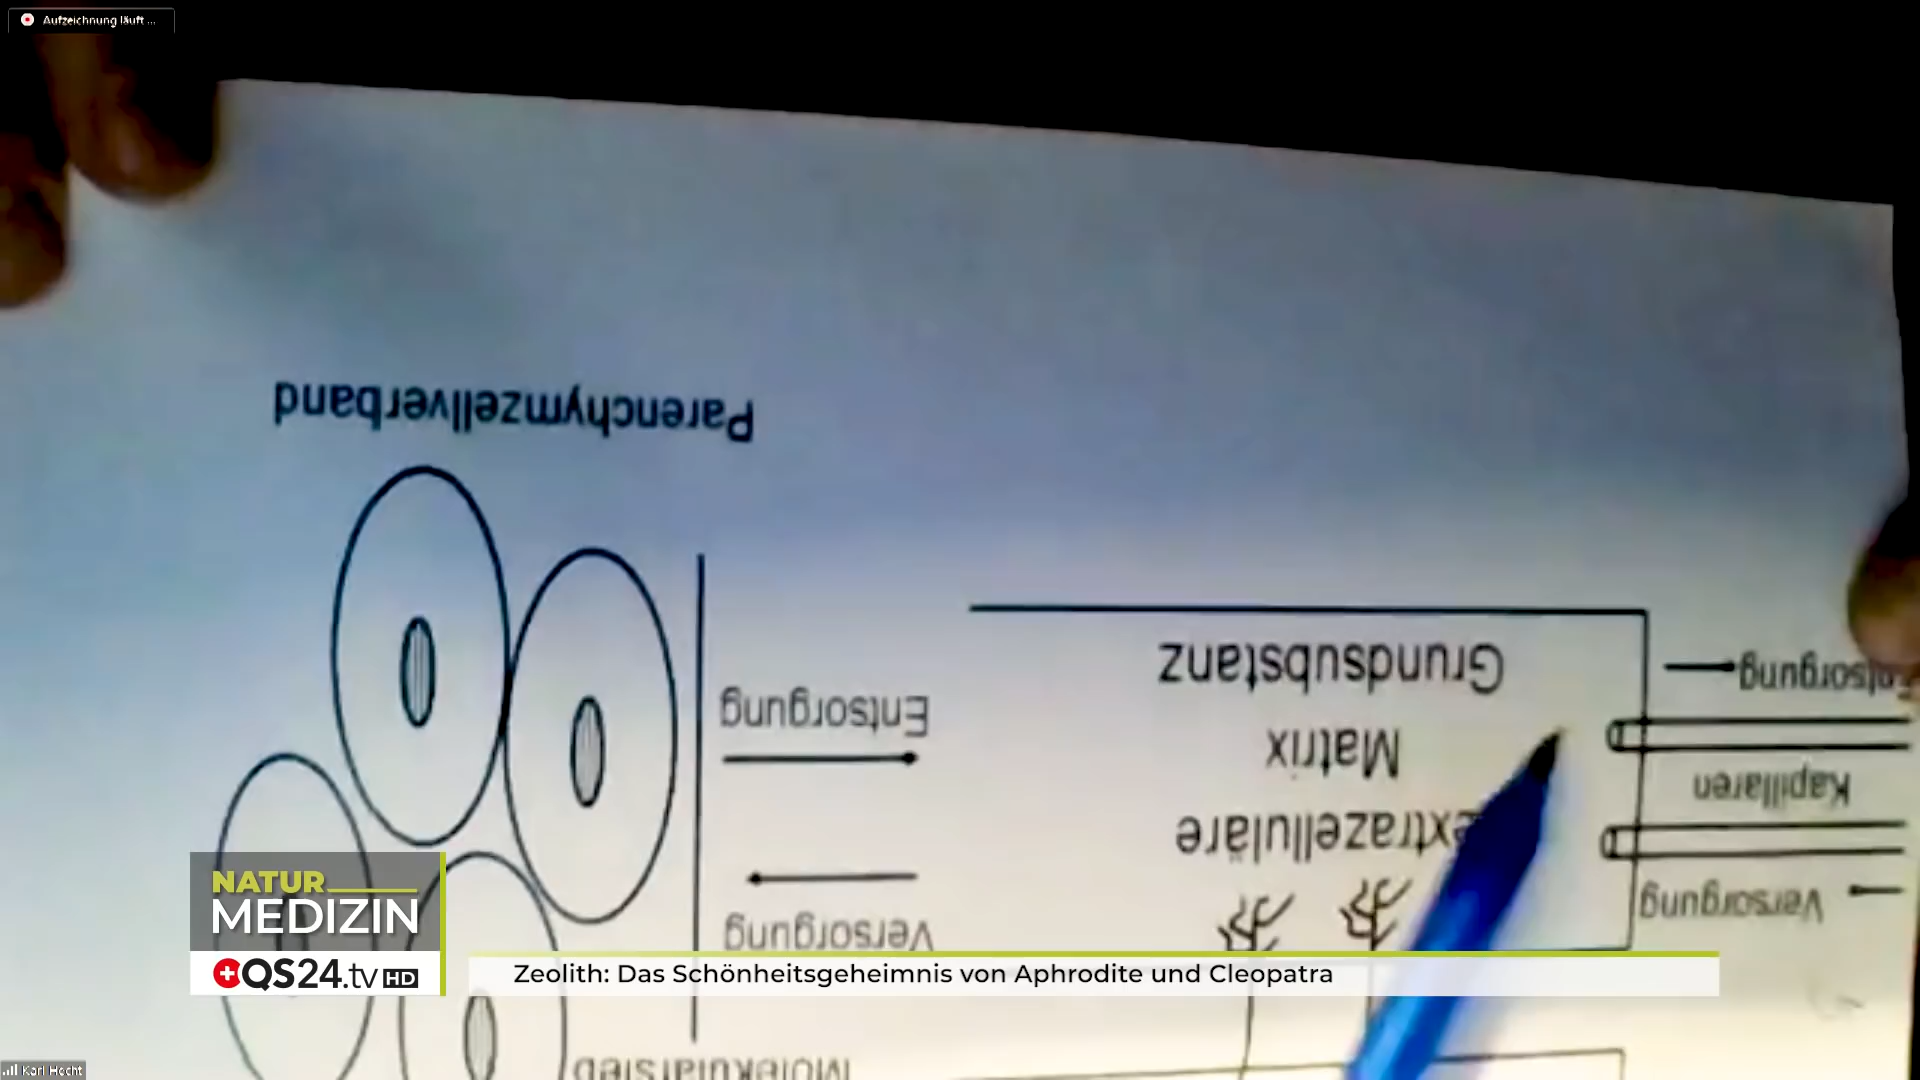 Aufzeichnung läuft ...
Parenchymzellverband
Grundsubstanz
Matrix
extrazelluläre
Entsorgung
Versorgung
Entsorgung
Kapillaren
Versorgung
Molekularsieb
NATUR
MEDIZIN
QS24.tv HD
Zeolith: Das Schönheitsgeheimnis von Aphrodite und Cleopatra
Karl Hecht